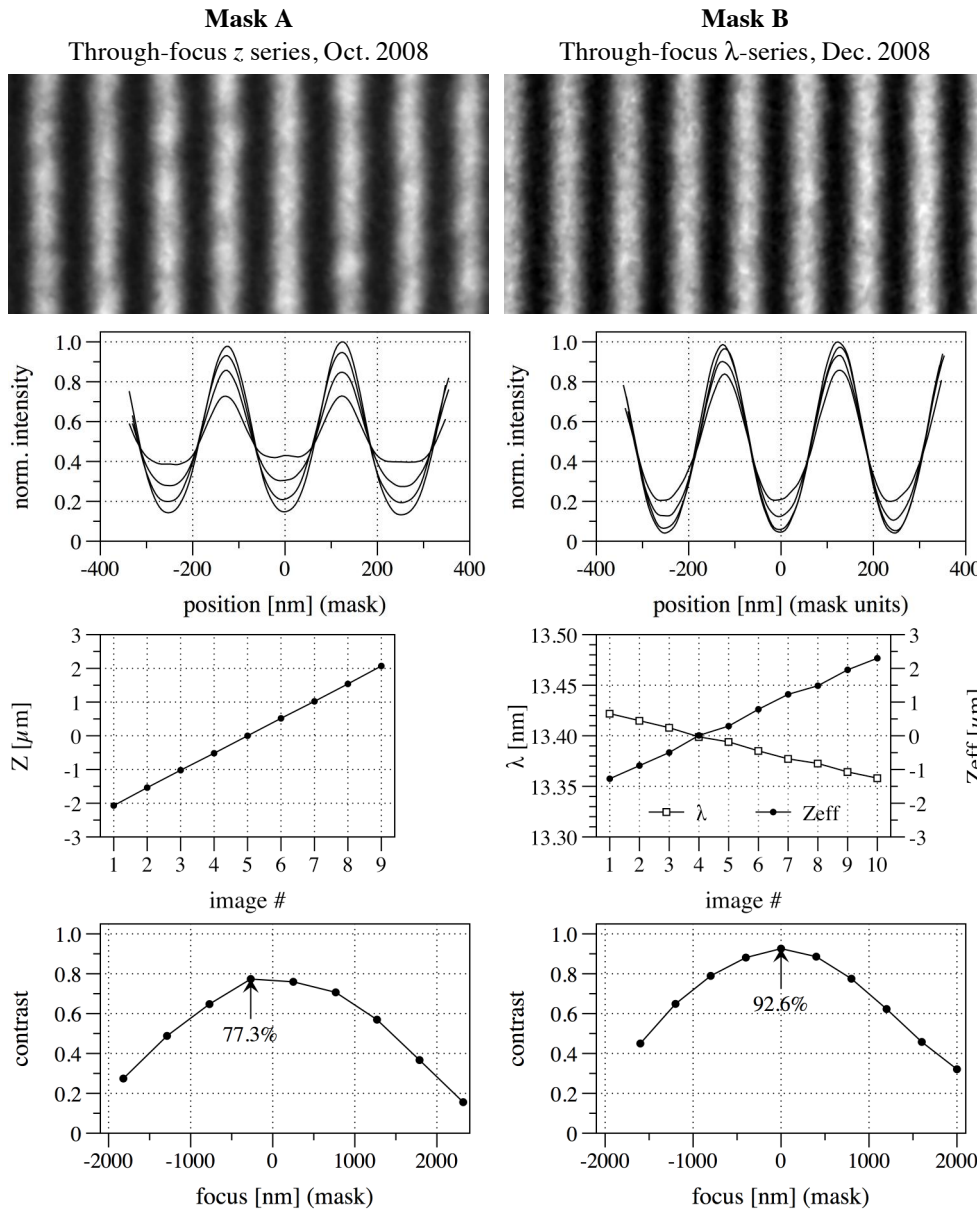 Mask A
Through-focus z series, Oct. 2008
1.0
0.8
0.6
0.4
0.2
0
norm. intensity
-400 -200 0 200 400
position [nm] (mask)
3
2
1
0
-1
-2
-3
Z [μm]
1 2 3 4 5 6 7 8 9
image #
1.0
0.8
0.6
0.4
0.2
0
contrast
77.3%
-2000 -1000 0 1000 2000
focus [nm] (mask)
Mask B
Through-focus λ-series, Dec. 2008
1.0
0.8
0.6
0.4
0.2
0
norm. intensity
-400 -200 0 200 400
position [nm] (mask units)
13.50
13.45
13.40
13.35
13.30
λ [nm]
λ Zeff
3
2
1
0
-1
-2
-3
Zeff [μm]
1 2 3 4 5 6 7 8 9 10
image #
1.0
0.8
0.6
0.4
0.2
0
contrast
92.6%
-2000 -1000 0 1000 2000
focus [nm] (mask)